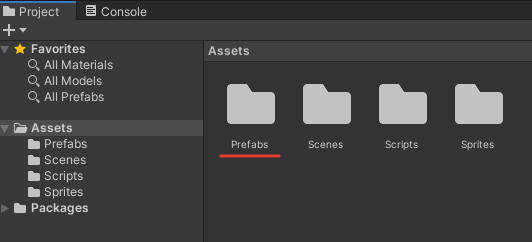 Project
Console
Favorites
All Materials
All Models
All Prefabs
Assets
Prefabs
Scenes
Scripts
Sprites
Packages
Assets
Prefabs Scenes Scripts Sprites